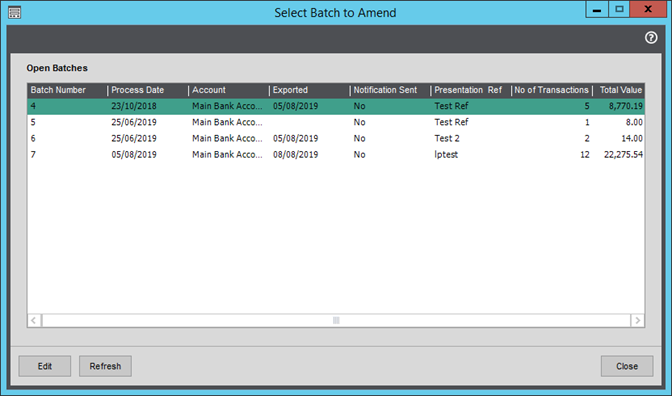 Select Batch to Amend
Open Batches
Batch Number Process Date Account Exported Notification Sent Presentation Ref No of Transactions Total Value
4 23/10/2018 Main Bank Acco... 05/08/2019 No Test Ref 5 8,770.19
5 25/06/2019 Main Bank Acco... No Test Ref 1 8.00
6 25/06/2019 Main Bank Acco... 05/08/2019 No Test 2 2 14.00
7 05/08/2019 Main Bank Acco... 08/08/2019 No lptest 12 22,275.54
Edit Refresh Close